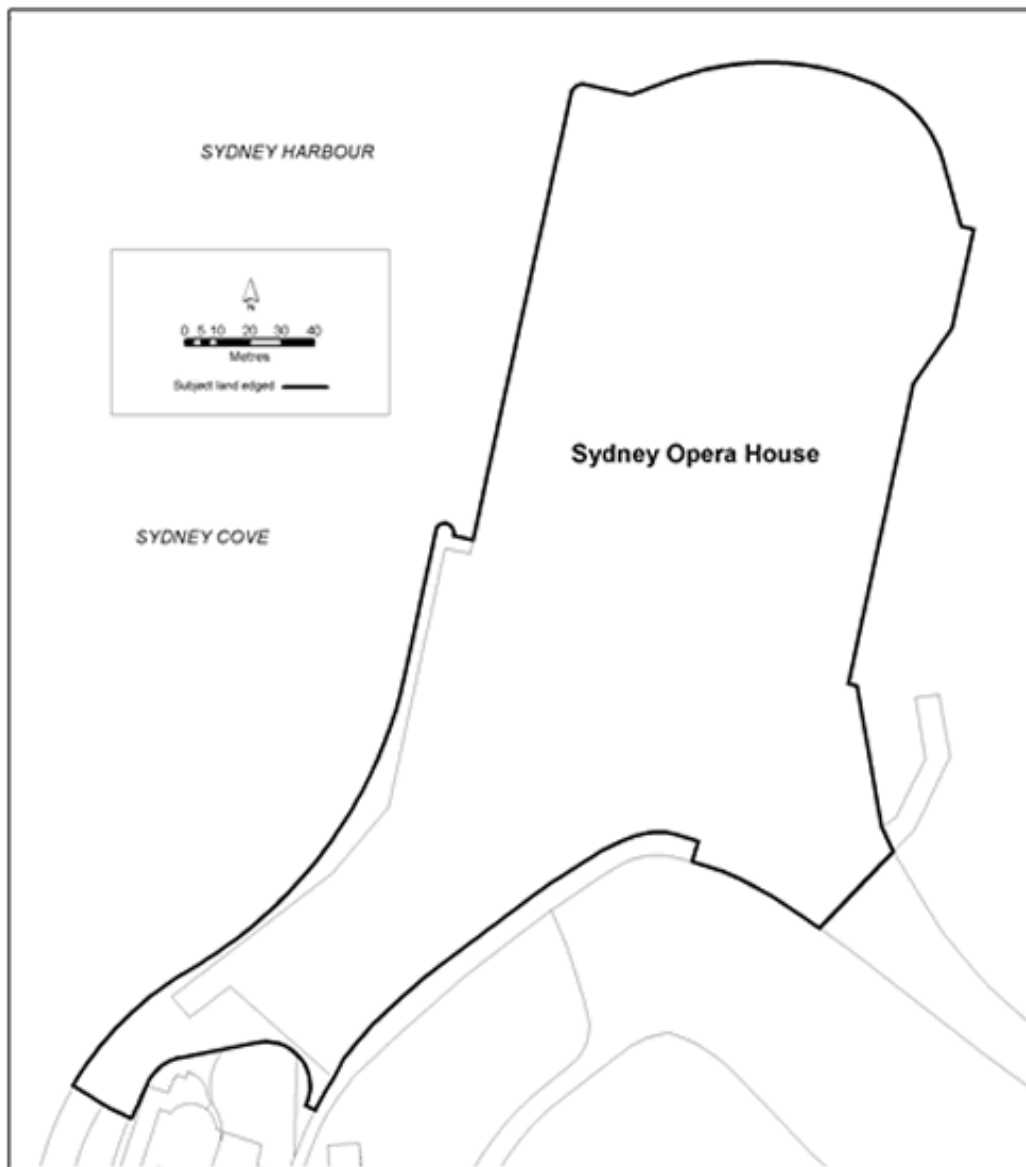 SYDNEY HARBOUR
N
0 5 10 20 30 40
Metres
Subject land edged
Sydney Opera House
SYDNEY COVE